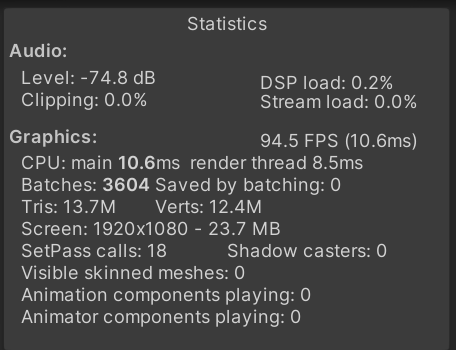 Statistics
Audio:
Level: -74.8 dB
DSP load: 0.2%
Clipping: 0.0%
Stream load: 0.0%
Graphics:
94.5 FPS (10.6ms)
CPU: main 10.6ms render thread 8.5ms
Batches: 3604 Saved by batching: 0
Tris: 13.7M Verts: 12.4M
Screen: 1920x1080 - 23.7 MB
SetPass calls: 18 Shadow casters: 0
Visible skinned meshes: 0
Animation components playing: 0
Animator components playing: 0